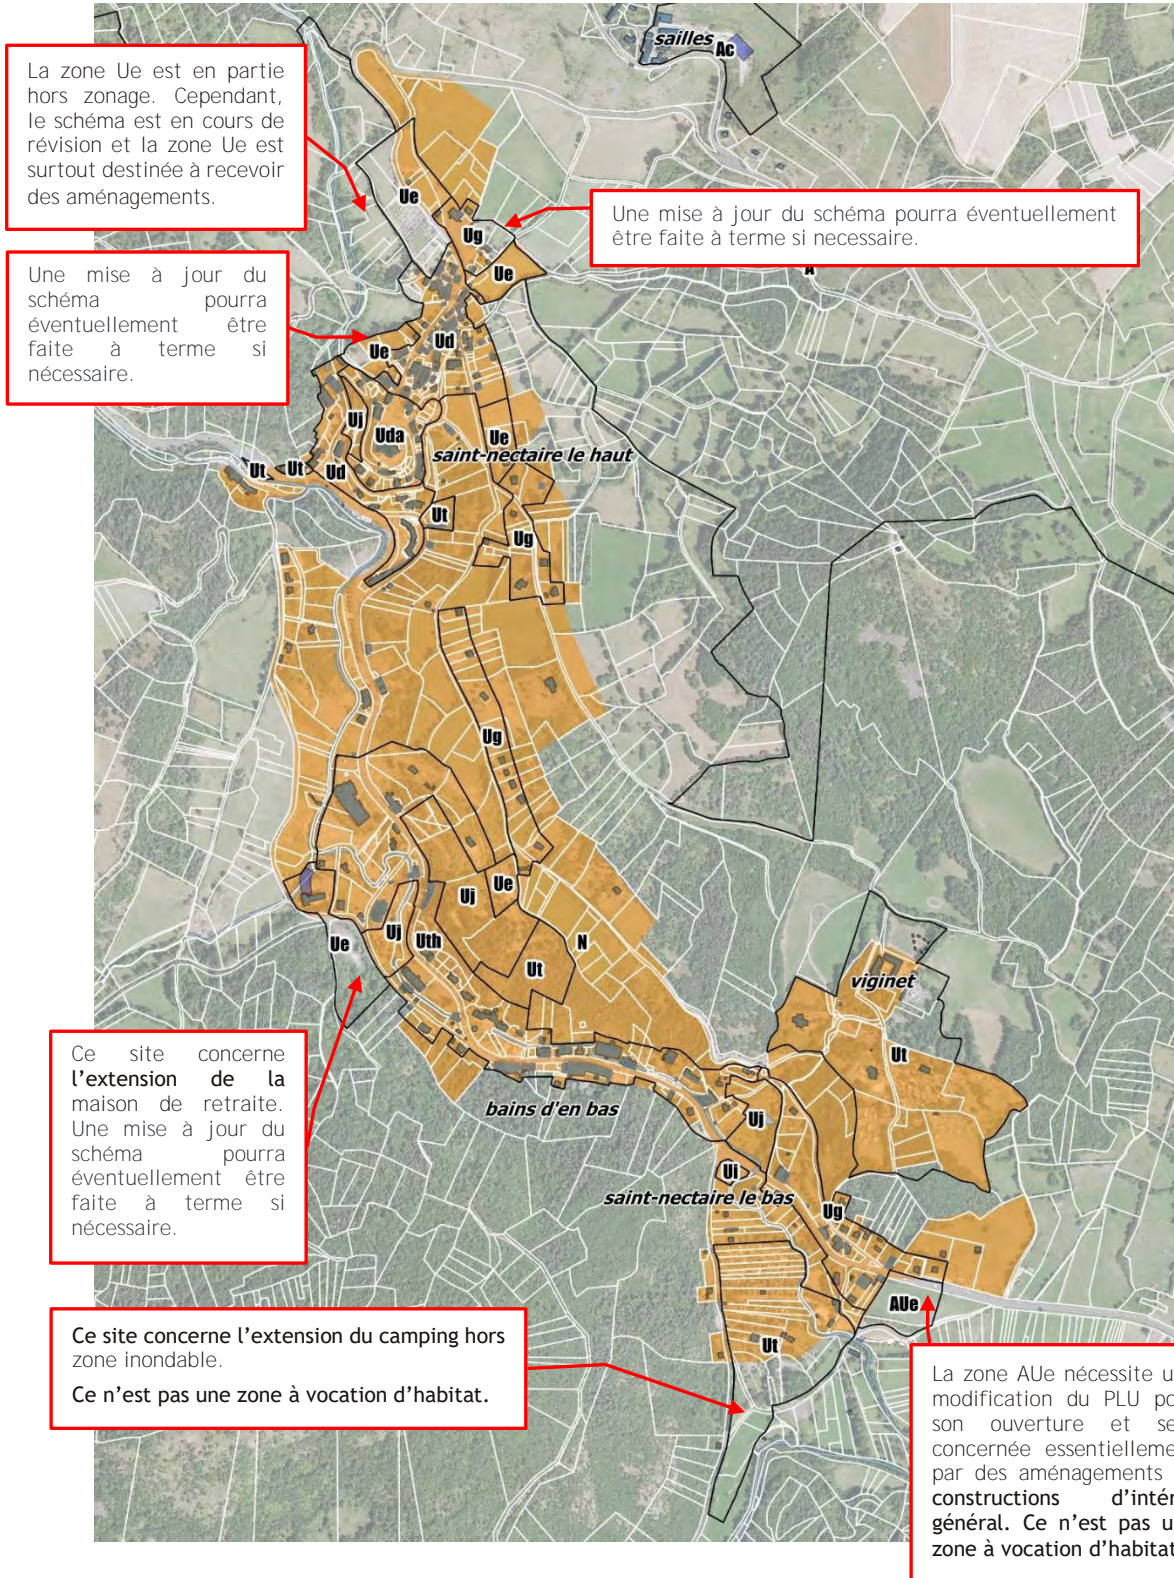 sailles
Ac
La zone Ue est en partie
hors zonage. Cependant,
le schéma est en cours de
révision et la zone Ue est
surtout destinée à recevoir
des aménagements.
Ue
Une mise à jour du schéma pourra éventuellement
être faite à terme si necessaire.
Ug
Ue
A
Une mise à jour du
schéma pourra
éventuellement être
faite à terme si
nécessaire.
Ue
Ud
Uj
Uda
Ue
saint-nectaire le haut
Ut
Ut
Ud
Ut
Ug
Ug
Uj
Ue
Uj
Uth
N
Ue
Ut
viginet
Ut
Ce site concerne
l'extension de la
maison de retraite.
Une mise à jour du
schéma pourra
éventuellement être
faite à terme si
nécessaire.
bains d'en bas
Uj
Ui
saint-nectaire le bas
Ug
AUe
Ut
Ce site concerne l'extension du camping hors
zone inondable.
Ce n'est pas une zone à vocation d'habitat.
La zone AUe nécessite u
modification du PLU po
son ouverture et se
concernée essentielleme
par des aménagements
constructions d'intér
général. Ce n'est pas u
zone à vocation d'habitat